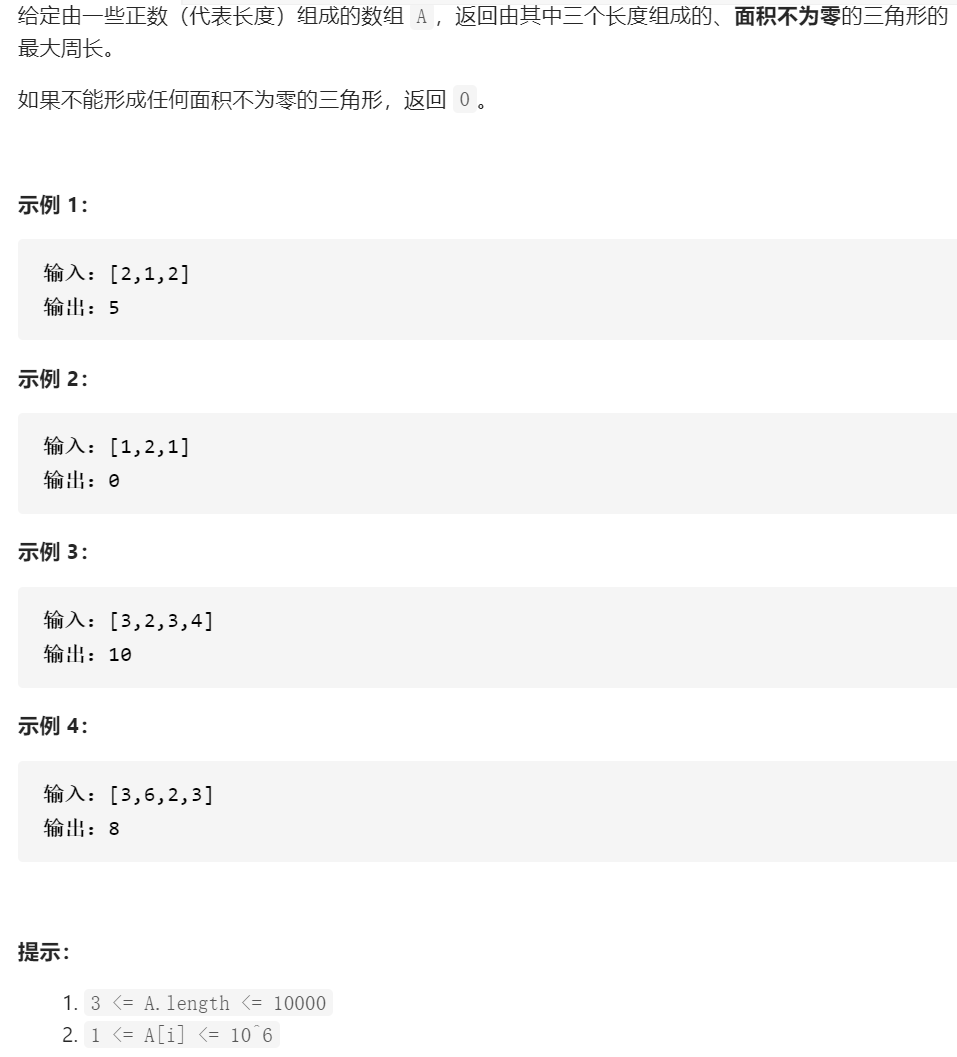 给定由一些正数（代表长度）组成的数组 A，返回由其中三个长度组成的、面积不为零的三角形的
最大周长。
如果不能形成任何面积不为零的三角形，返回 0。
示例 1：
输入：[2,1,2]
输出：5
示例 2：
输入：[1,2,1]
输出：0
示例 3：
输入：[3,2,3,4]
输出：10
示例 4：
输入：[3,6,2,3]
输出：8
提示：
1. 3 <= A.length <= 10000
2. 1 <= A[i] <= 10^6